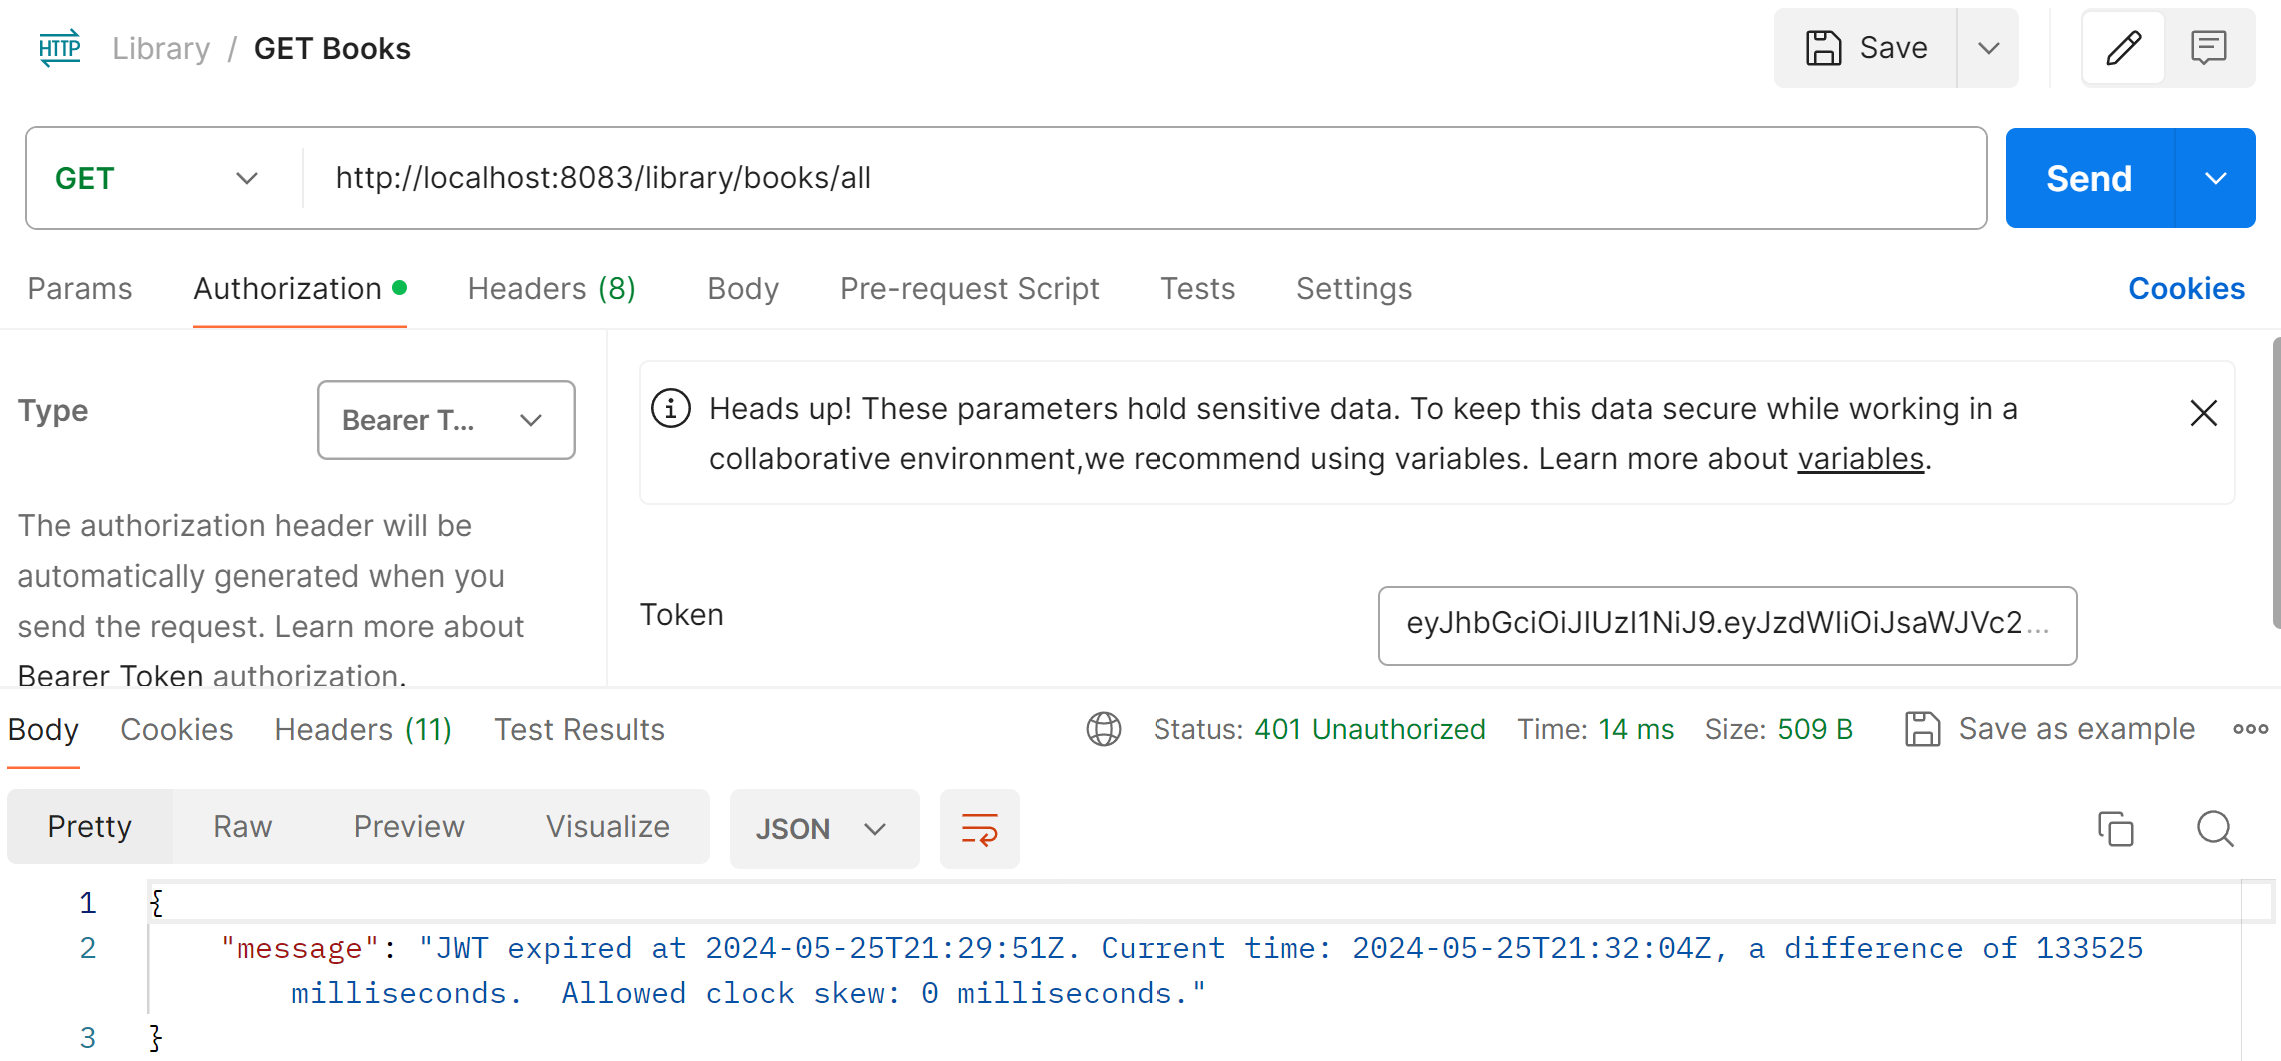 HTTP Library / GET Books Save
GET http://localhost:8083/library/books/all Send
Params Authorization Headers (8) Body Pre-request Script Tests Settings Cookies
Type Bearer T...
Heads up! These parameters hold sensitive data. To keep this data secure while working in a
collaborative environment,we recommend using variables. Learn more about variables.
The authorization header will be
automatically generated when you
send the request. Learn more about
Bearer Token authorization.
Token eyJhbGciOiJIUzI1NiJ9.eyJzdWIiOiJsaWJVc2...
Body Cookies Headers (11) Test Results Status: 401 Unauthorized Time: 14 ms Size: 509 B Save as example
Pretty Raw Preview Visualize JSON
1 {
2 "message": "JWT expired at 2024-05-25T21:29:51Z. Current time: 2024-05-25T21:32:04Z, a difference of 133525
milliseconds.  Allowed clock skew: 0 milliseconds."
3 }